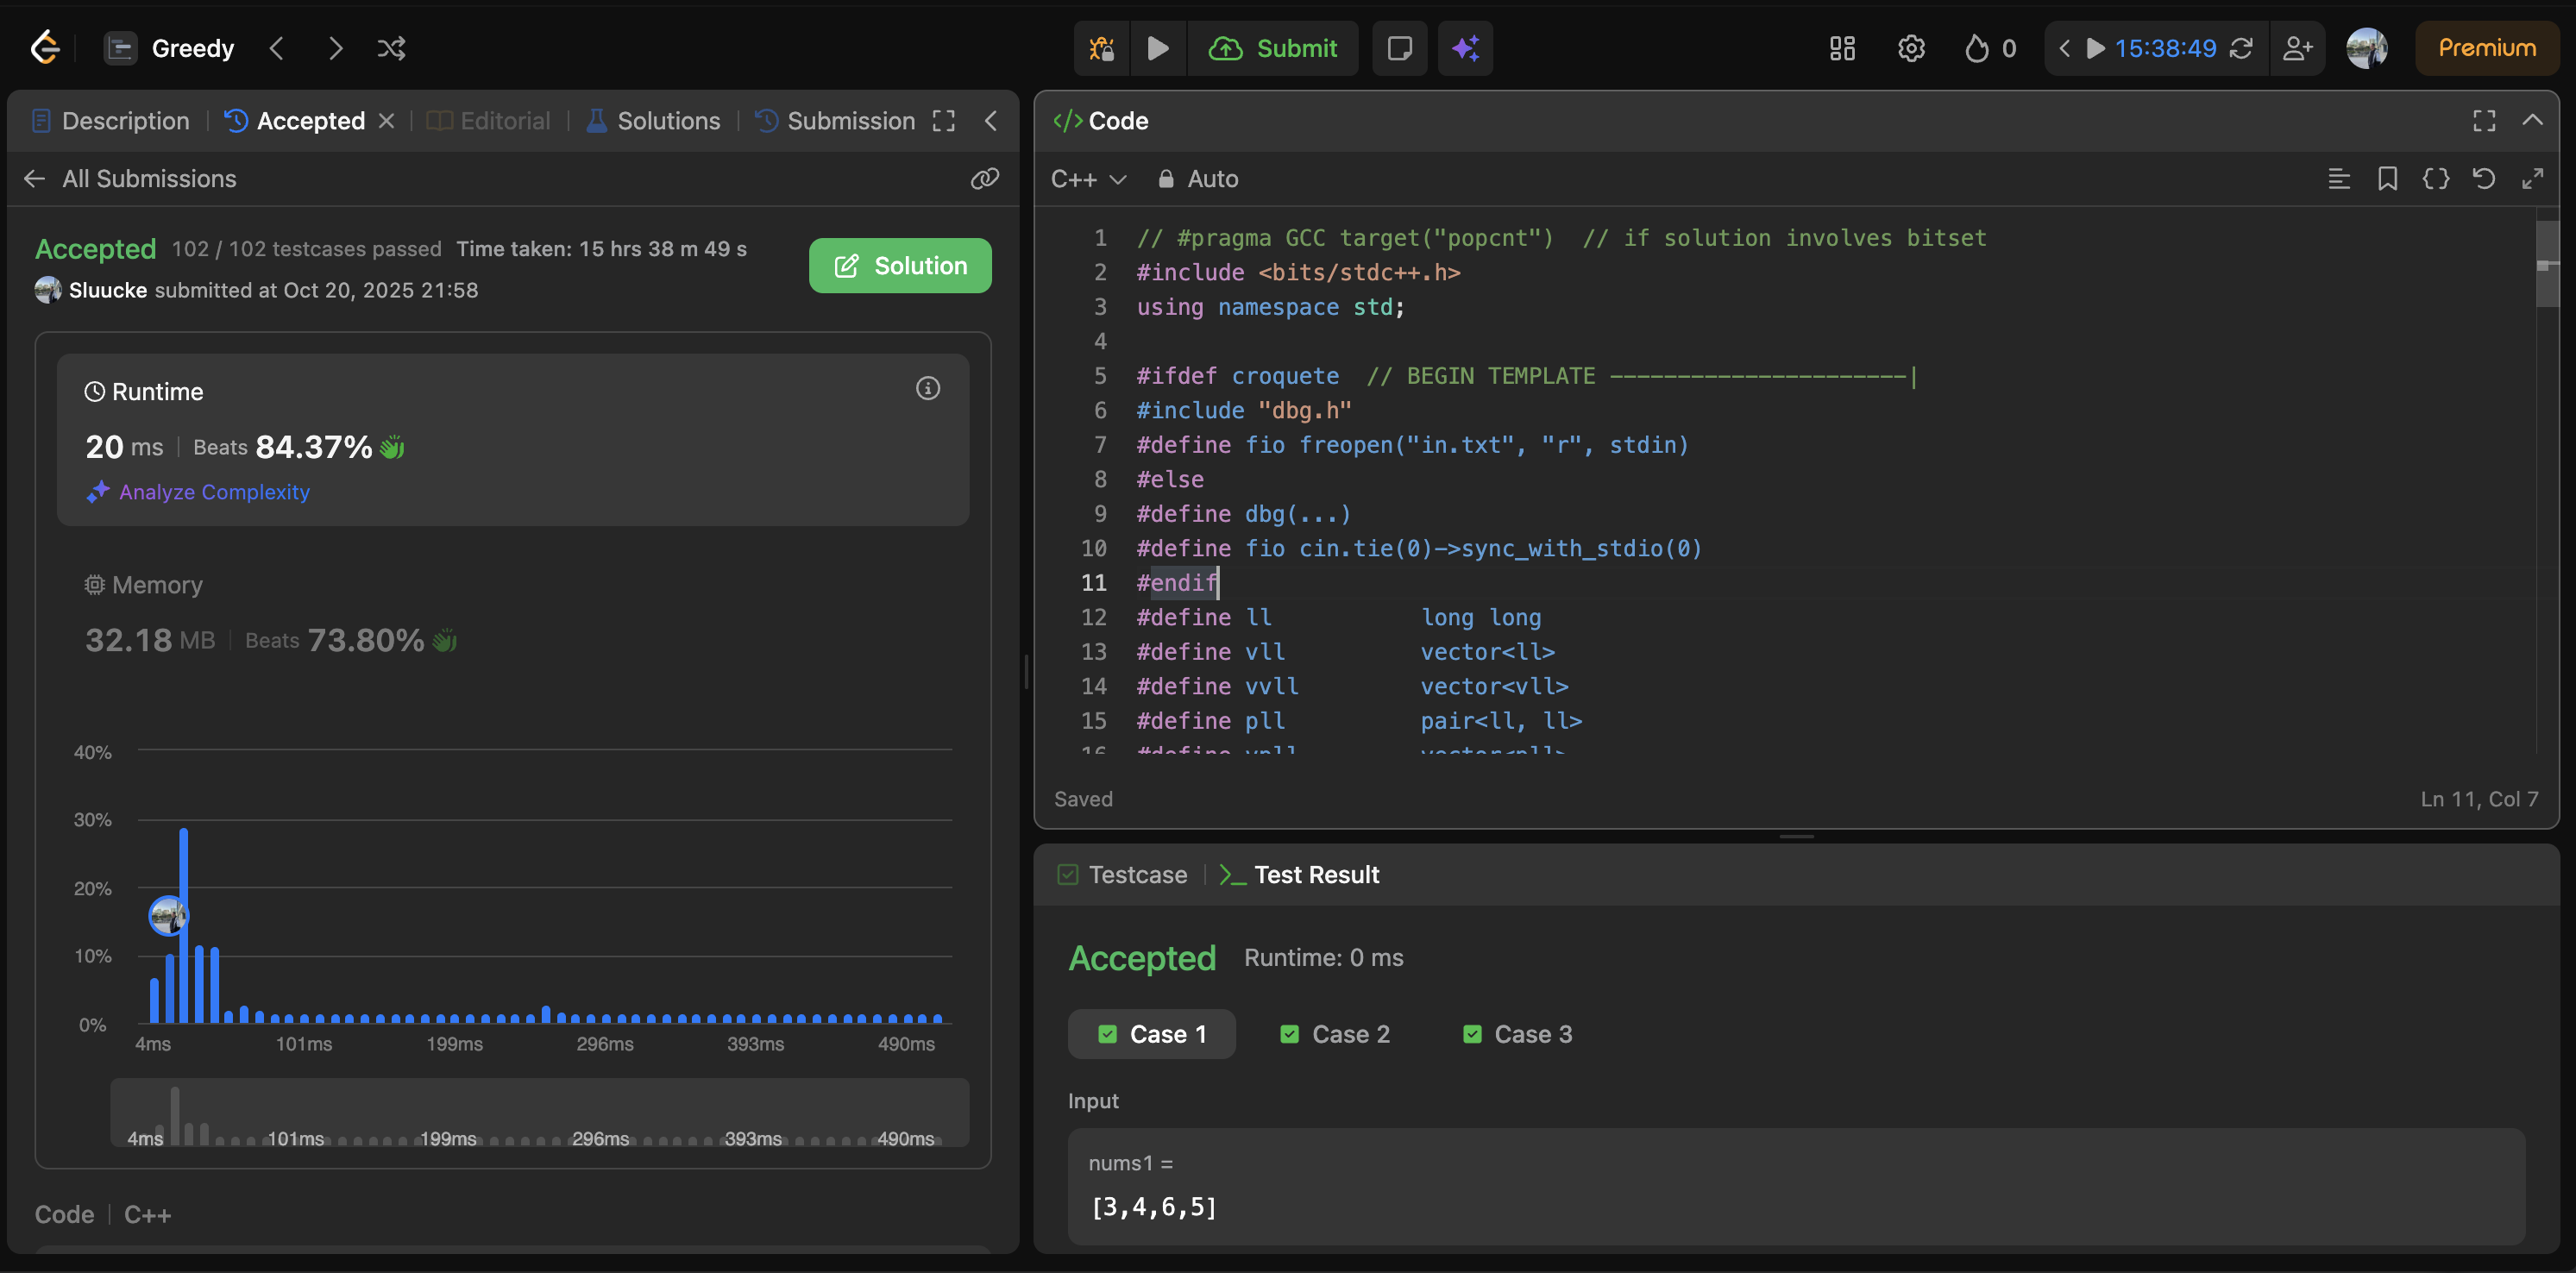 Greedy
Submit
0
15:38:49
Premium
Description
Accepted
Editorial
Solutions
Submission
All Submissions
Accepted 102 / 102 testcases passed Time taken: 15 hrs 38 m 49 s
Solution
Sluucke submitted at Oct 20, 2025 21:58
Runtime
20 ms | Beats 84.37%
Analyze Complexity
Memory
32.18 MB | Beats 73.80%
40%
30%
20%
10%
0%
4ms 101ms 199ms 296ms 393ms 490ms
4ms 101ms 199ms 296ms 393ms 490ms
Code | C++
</> Code
C++ Auto
1 // #pragma GCC target("popcnt")  // if solution involves bitset
2 #include <bits/stdc++.h>
3 using namespace std;
4
5 #ifdef croquete  // BEGIN TEMPLATE ----------------------|
6 #include "dbg.h"
7 #define fio freopen("in.txt", "r", stdin)
8 #else
9 #define dbg(...)
10 #define fio cin.tie(0)->sync_with_stdio(0)
11 #endif
12 #define ll           long long
13 #define vll          vector<ll>
14 #define vvll         vector<vll>
15 #define pll          pair<ll, ll>
16 #define vpll         vector<pll>
Saved
Ln 11, Col 7
Testcase
Test Result
Accepted Runtime: 0 ms
Case 1 Case 2 Case 3
Input
nums1 =
[3,4,6,5]